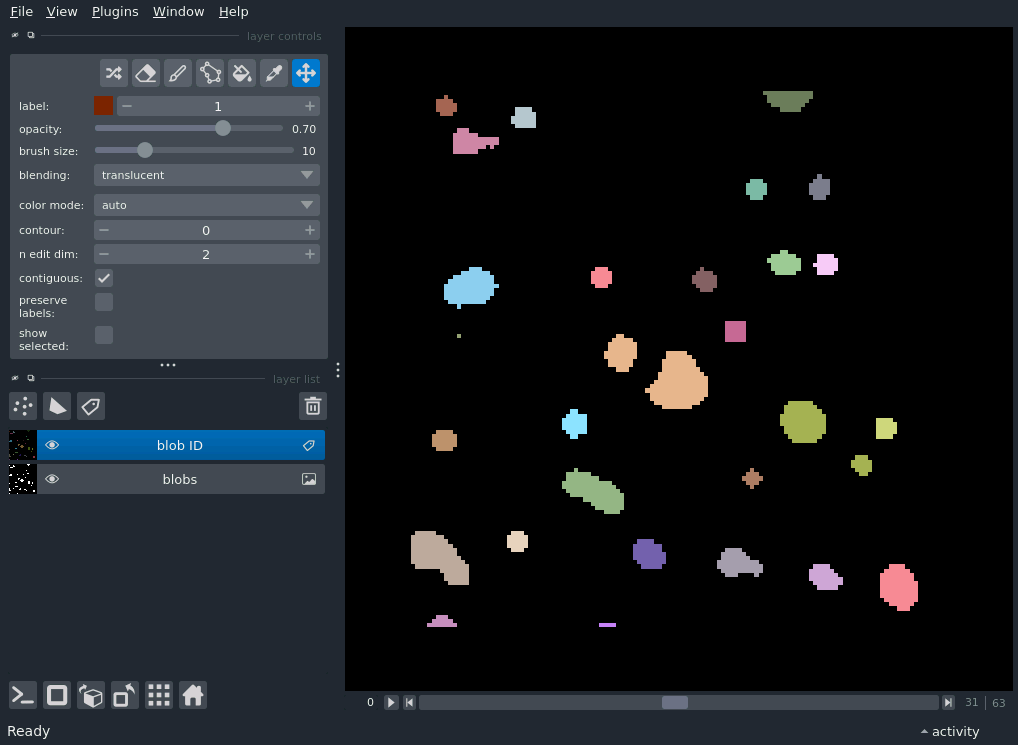 File View Plugins Window Help
layer controls
label: 1
opacity: 0.70
brush size: 10
blending: translucent
color mode: auto
contour: 0
n edit dim: 2
contiguous:
preserve
labels:
show
selected:
layer list
blob ID
blobs
0 31 | 63
Ready activity